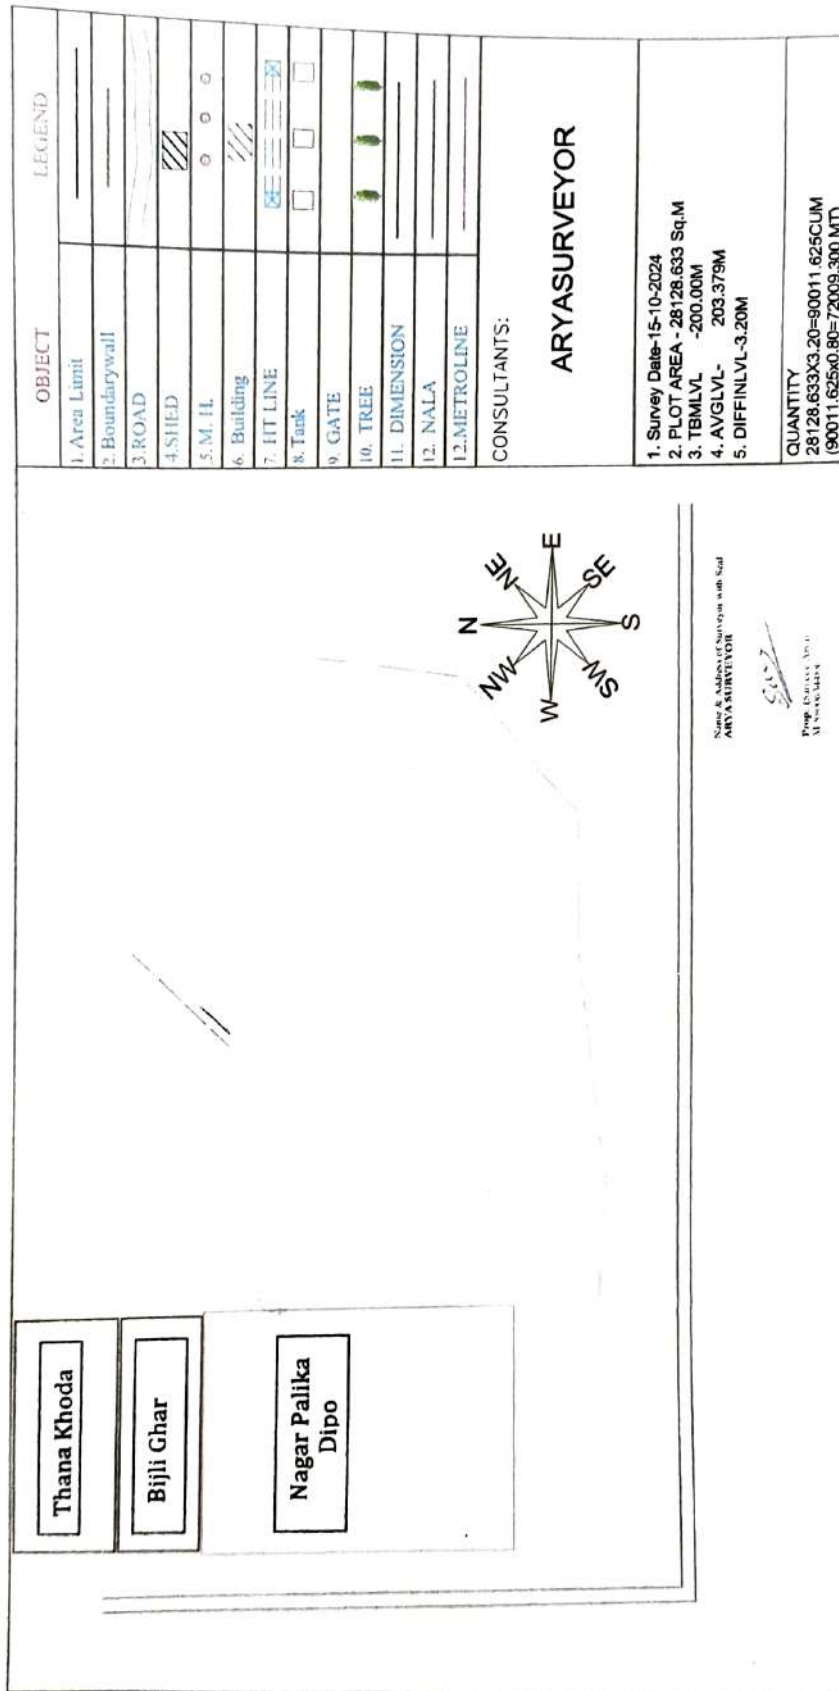 Thana Khoda
Bijli Ghar
Nagar Palika
Dipo
N
NE
E
SE
S
SW
W
NW
OBJECT LEGEND
1. Area Limit
2. Boundarywall
3.ROAD
4.SHED
5. M. H.
6. Building
7. HT LINE
8. Tank
9. GATE
10. TREE
11. DIMENSION
12. NALA
12.METROLINE
CONSULTANTS:
ARYASURVEYOR
1. Survey Date-15-10-2024
2. PLOT AREA - 28128.633 Sq.M
3. TBMLVL -200.00M
4. AVGLVL- 203.379M
5. DIFFINLVL-3.20M
QUANTITY
28128.633X3.20=90011.625CUM
(90011.625x0.80=72009.300 MT)
Name & Address of Surveyor with Seal
ARYA SURVEYOR
Prop.